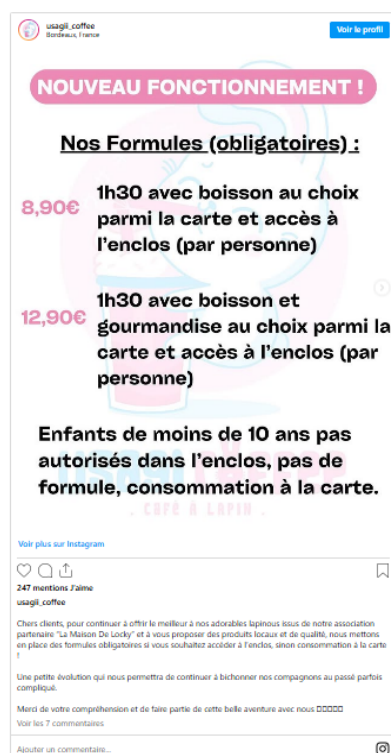 usagii_coffee
Bordeaux, France
Voir le profil
NOUVEAU FONCTIONNEMENT !
Nos Formules (obligatoires) :
8,90€
1h30 avec boisson au choix
parmi la carte et accès à
l'enclos (par personne)
12,90€
1h30 avec boisson et
gourmandise au choix parmi la
carte et accès à l'enclos (par
personne)
Enfants de moins de 10 ans pas
autorisés dans l'enclos, pas de
formule, consommation à la carte.
. CAFÉ À LAPIN .
Voir plus sur Instagram
247 mentions J'aime
usagii_coffee
Chers clients, pour continuer à offrir le meilleur à nos adorables lapinous issus de notre association
partenaire "La Maison De Locky" et à vous proposer des produits locaux et de qualité, nous mettons
en place des formules obligatoires si vous souhaitez accéder à l'enclos, sinon consommation à la carte
!
Une petite évolution qui nous permettra de continuer à bichonner nos compagnons au passé parfois
compliqué.
Merci de votre compréhension et de faire partie de cette belle aventure avec nous
Voir les 7 commentaires
Ajouter un commentaire...